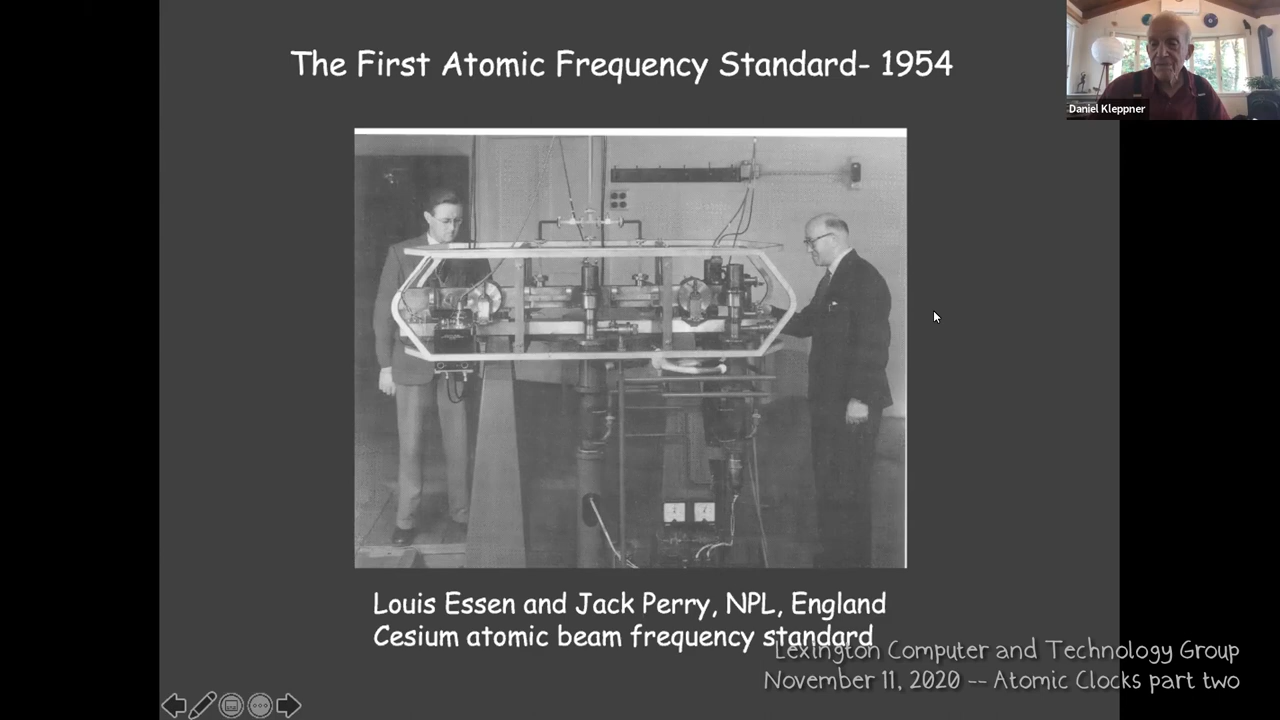 The First Atomic Frequency Standard- 1954
Daniel Kleppner
Louis Essen and Jack Perry, NPL, England
Cesium atomic beam frequency standard
Lexington Computer and Technology Group
November 11, 2020 -- Atomic Clocks part two